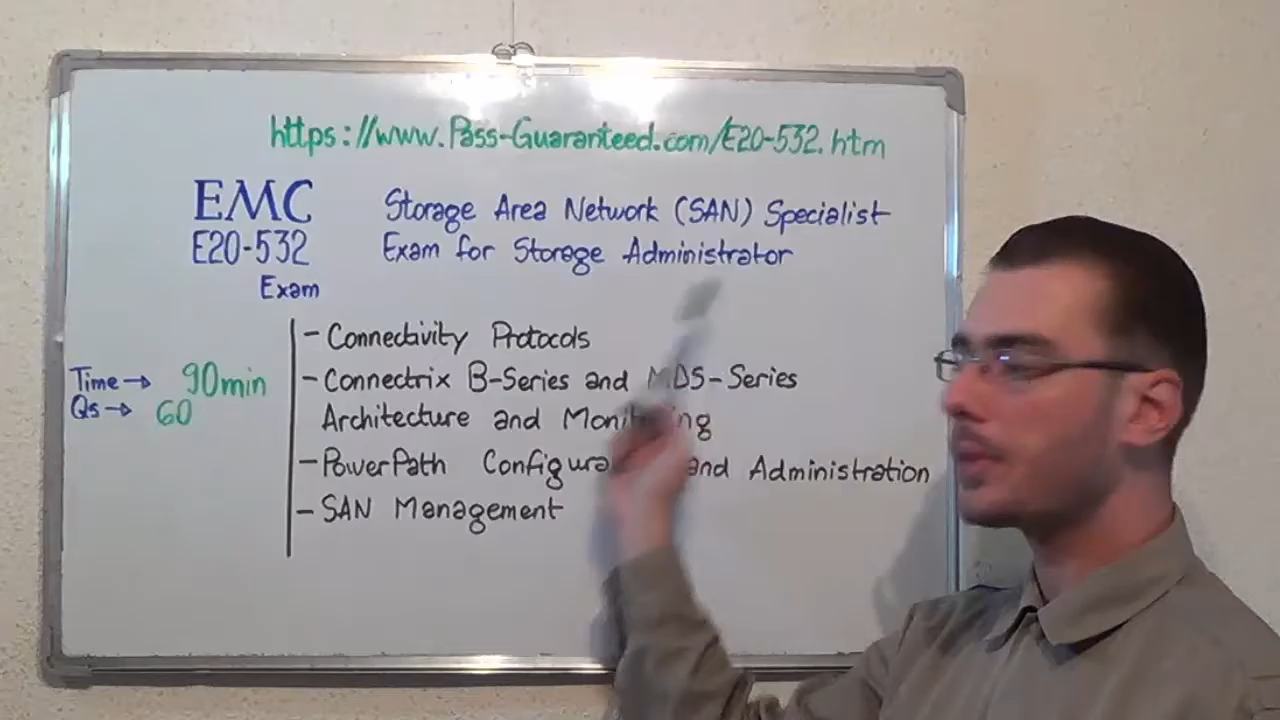 https://www.Pass-Guaranteed.com/E20-532.htm
EMC
E20-532
Exam
Storage Area Network (SAN) Specialist
Exam for Storage Administrator
Time → 90min
Qs → 60
- Connectivity Protocols
- Connectrix B-Series and MDS-Series
Architecture and Monitoring
- PowerPath Configura and Administration
- SAN Management